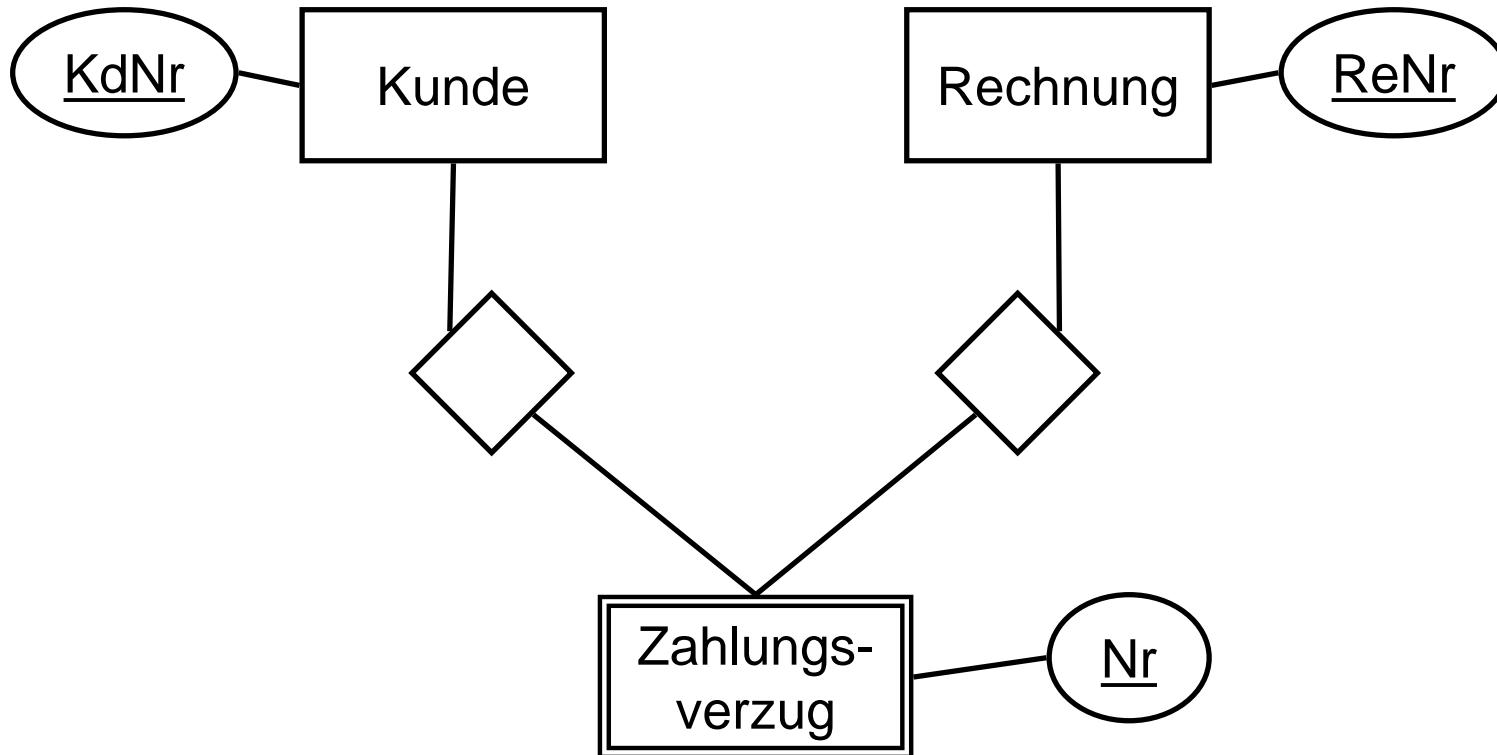 KdNr
Kunde
Rechnung
ReNr
Zahlungs-
verzug
Nr